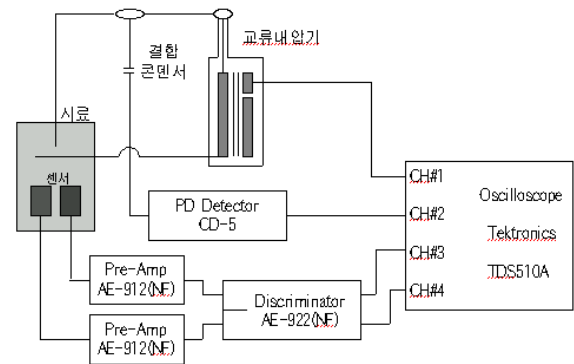 교류내압기
결합
콘덴서
시료
센서
PD Detector
CD-5
Pre-Amp
AE-912(NF)
Pre-Amp
AE-912(NF)
Discriminator
AE-922(NF)
CH#1
CH#2
CH#3
CH#4
Oscilloscope
Tektronics
TDS510A